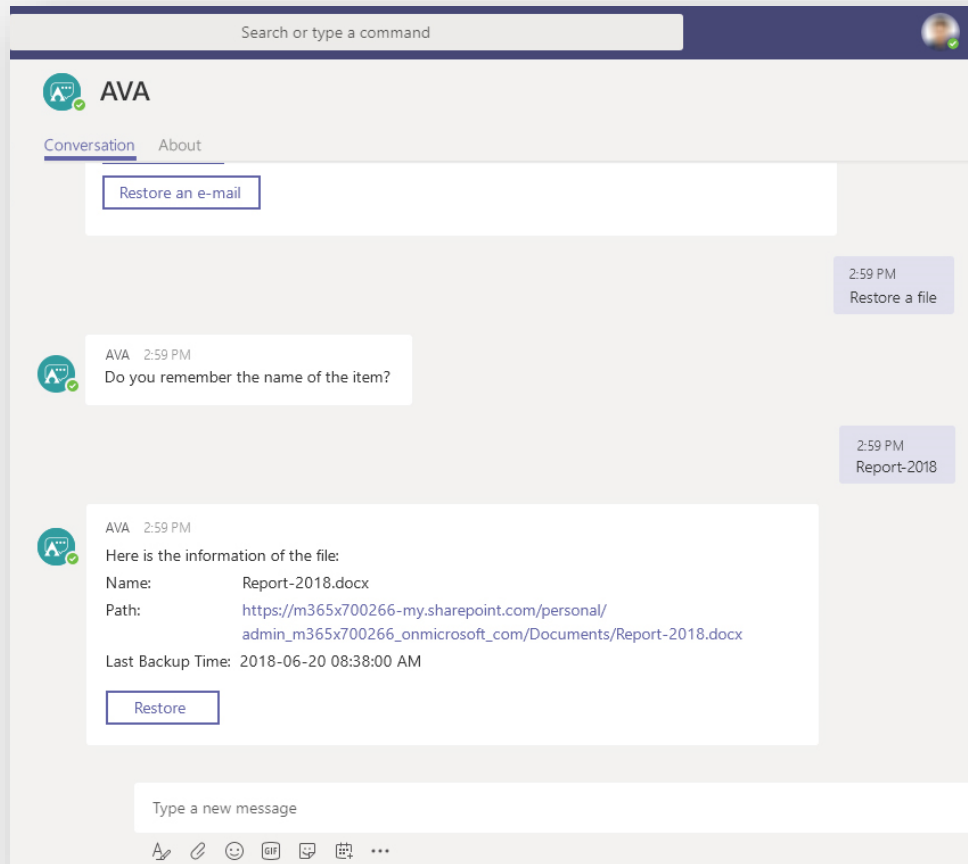 Search or type a command
AVA
Conversation About
Restore an e-mail
2:59 PM
Restore a file
AVA 2:59 PM
Do you remember the name of the item?
2:59 PM
Report-2018
AVA 2:59 PM
Here is the information of the file:
Name: Report-2018.docx
Path: https://m365x700266-my.sharepoint.com/personal/
admin_m365x700266_onmicrosoft_com/Documents/Report-2018.docx
Last Backup Time: 2018-06-20 08:38:00 AM
Restore
Type a new message
GIF